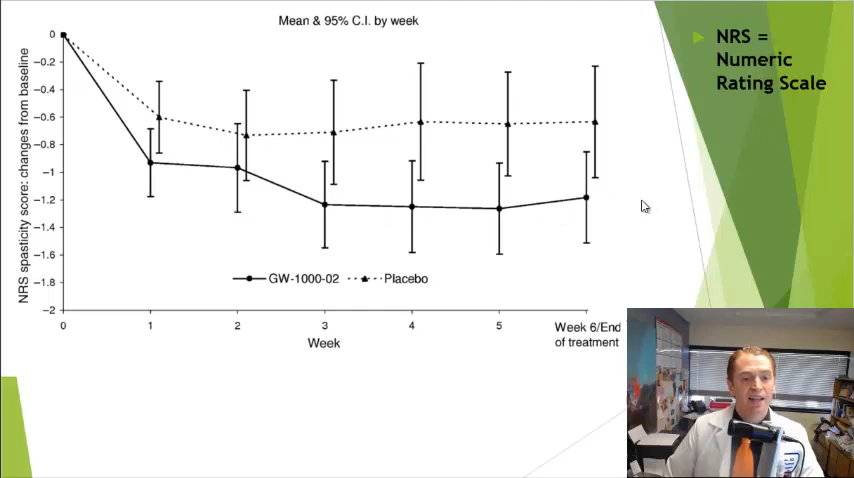 Mean & 95% C.I. by week
NRS =
Numeric
Rating Scale
NRS spasticity score: changes from baseline
0
−0.2
−0.4
−0.6
−0.8
−1
−1.2
−1.4
−1.6
−1.8
−2
GW-1000-02 Placebo
0 1 2 3 4 5 Week 6/End
of treatment
Week